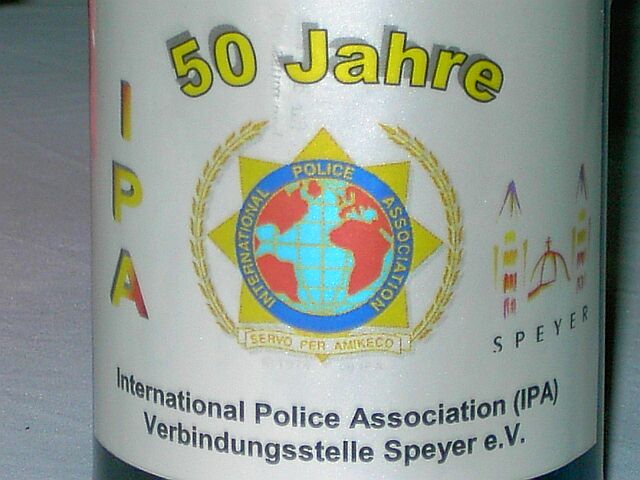 50 Jahre
IPA
INTERNATIONAL POLICE ASSOCIATION
SERVO PER AMIKECO
SPEYER
International Police Association (IPA)
Verbindungsstelle Speyer e.V.